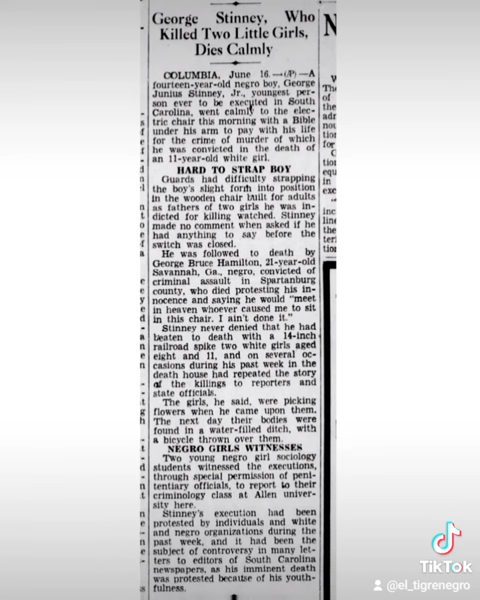 George Stinney, Who
Killed Two Little Girls,
Dies Calmly
COLUMBIA, June 16.—(AP)—A
fourteen-year-old negro boy, George
Junius Stinney, Jr., youngest per-
son ever to be executed in South
Carolina, went calmly to the elec-
tric chair this morning with a Bible
under his arm to pay with his life
for the crime of murder of which
he was convicted in the death of
an 11-year-old white girl.
HARD TO STRAP BOY
Guards had difficulty strapping
the boy's slight form into position
in the wooden chair built for adults
as fathers of two girls he was in-
dicted for killing watched. Stinney
made no comment when asked if he
had anything to say before the
switch was closed.
He was followed to death by
George Bruce Hamilton, 21-year-old
Savannah, Ga., negro, convicted of
criminal assault in Spartanburg
county, who died protesting his in-
nocence and saying he would "meet
in heaven whoever caused me to sit
in this chair. I ain't done it."
Stinney never denied that he had
beaten to death with a 14-inch
railroad spike two white girls aged
eight and 11, and on several oc-
casions during his past week in the
death house had repeated the story
of the killings to reporters and
state officials.
The girls, he said, were picking
flowers when he came upon them.
The next day their bodies were
found in a water-filled ditch, with
a bicycle thrown over them.
NEGRO GIRLS WITNESSES
Two young negro girl sociology
students witnessed the executions,
through special permission of peni-
tentiary officials, to report to their
criminology class at Allen univer-
sity here.
Stinney's execution had been
protested by individuals and white
and negro organizations during the
past week, and it had been the
subject of controversy in many let-
ters to editors of South Carolina
newspapers, as his imminent death
was protested because of his youth-
fulness.
TikTok
@el_tigrenegro